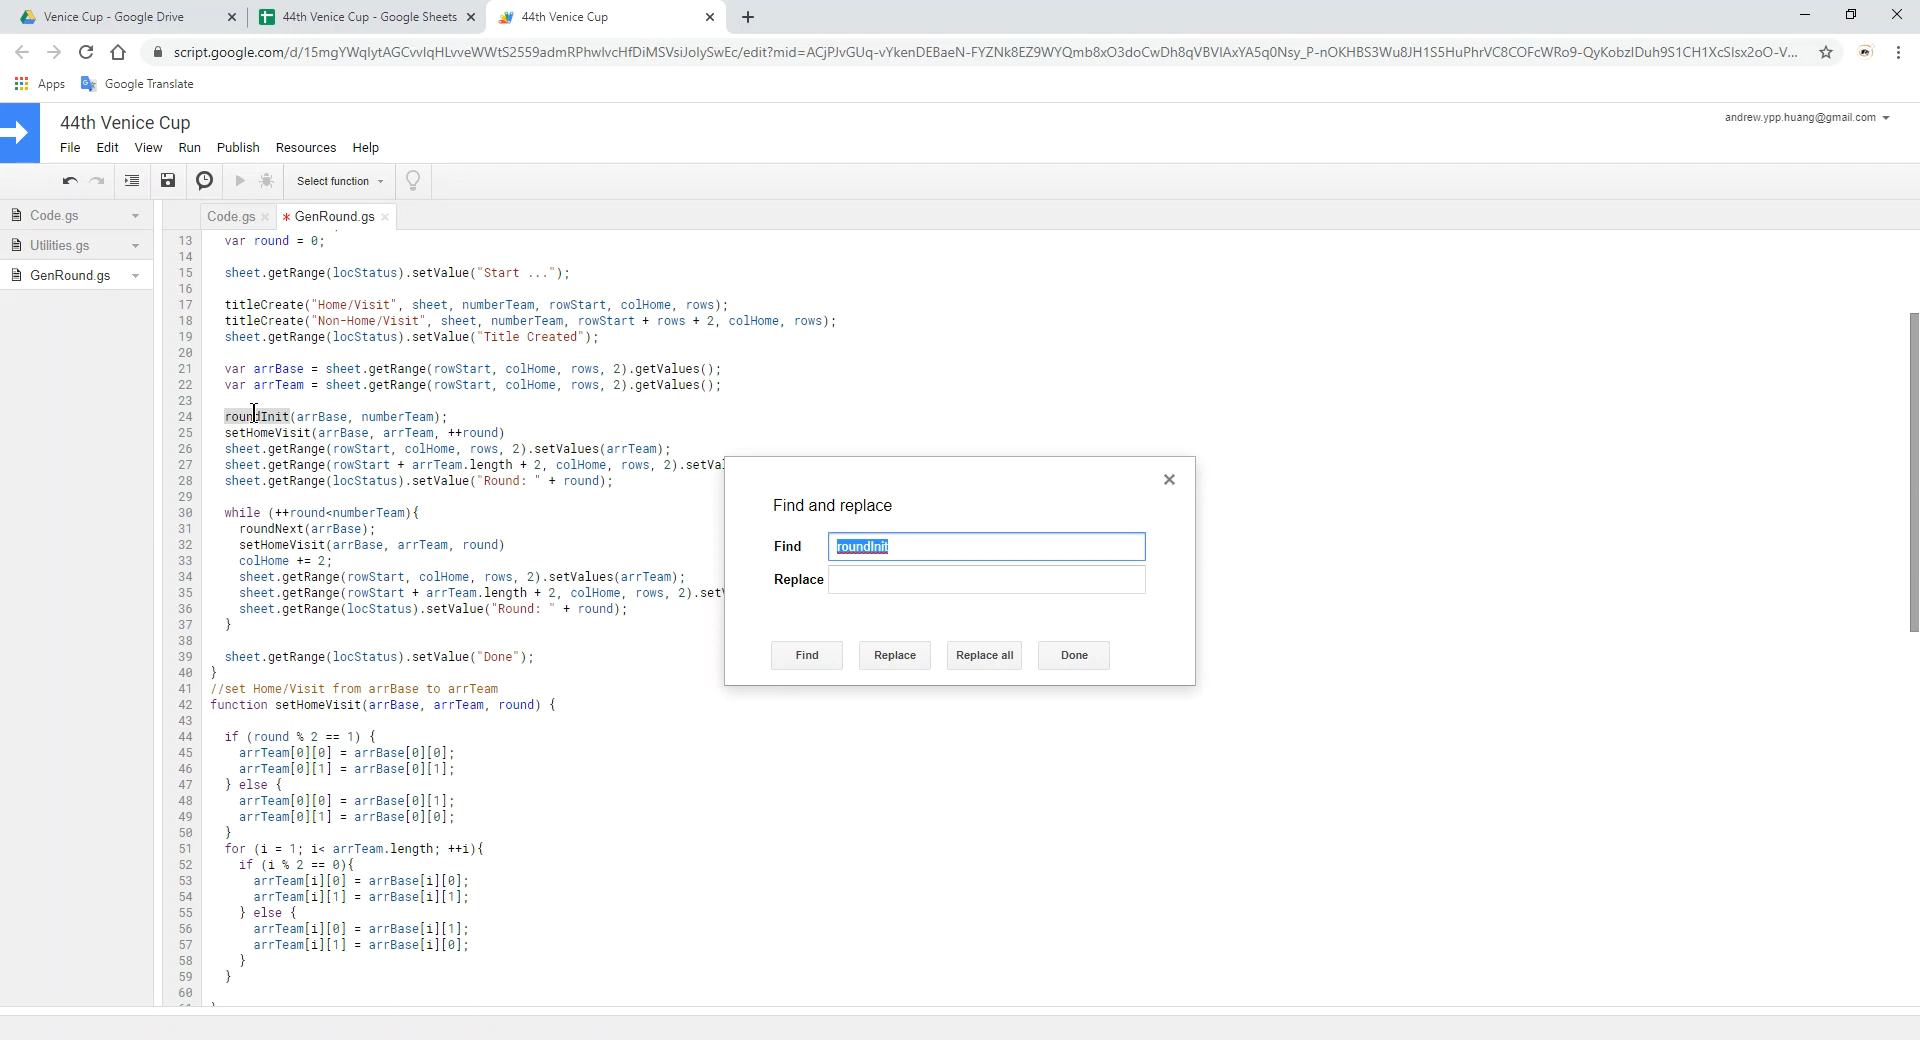 Venice Cup - Google Drive
44th Venice Cup - Google Sheets
44th Venice Cup
Apps
Google Translate
44th Venice Cup
andrew.ypp.huang@gmail.com
File Edit View Run Publish Resources Help
Select function
Code.gs
Utilities.gs
GenRound.gs
Code.gs
* GenRound.gs
13 var round = 0;
14
15 sheet.getRange(locStatus).setValue("Start ...");
16
17 titleCreate("Home/Visit", sheet, numberTeam, rowStart, colHome, rows);
18 titleCreate("Non-Home/Visit", sheet, numberTeam, rowStart + rows + 2, colHome, rows);
19 sheet.getRange(locStatus).setValue("Title Created");
20
21 var arrBase = sheet.getRange(rowStart, colHome, rows, 2).getValues();
22 var arrTeam = sheet.getRange(rowStart, colHome, rows, 2).getValues();
23
24 roundInit(arrBase, numberTeam);
25 setHomeVisit(arrBase, arrTeam, ++round)
26 sheet.getRange(rowStart, colHome, rows, 2).setValues(arrTeam);
27 sheet.getRange(rowStart + arrTeam.length + 2, colHome, rows, 2).setVa
28 sheet.getRange(locStatus).setValue("Round: " + round);
29
30 while (++round<numberTeam){
31 roundNext(arrBase);
32 setHomeVisit(arrBase, arrTeam, round)
33 colHome += 2;
34 sheet.getRange(rowStart, colHome, rows, 2).setValues(arrTeam);
35 sheet.getRange(rowStart + arrTeam.length + 2, colHome, rows, 2).set
36 sheet.getRange(locStatus).setValue("Round: " + round);
37 }
38
39 sheet.getRange(locStatus).setValue("Done");
40 }
41 //set Home/Visit from arrBase to arrTeam
42 function setHomeVisit(arrBase, arrTeam, round) {
43
44 if (round % 2 == 1) {
45 arrTeam[0][0] = arrBase[0][0];
46 arrTeam[0][1] = arrBase[0][1];
47 } else {
48 arrTeam[0][0] = arrBase[0][1];
49 arrTeam[0][1] = arrBase[0][0];
50 }
51 for (i = 1; i< arrTeam.length; ++i){
52 if (i % 2 == 0){
53 arrTeam[i][0] = arrBase[i][0];
54 arrTeam[i][1] = arrBase[i][1];
55 } else {
56 arrTeam[i][0] = arrBase[i][1];
57 arrTeam[i][1] = arrBase[i][0];
58 }
59 }
60
Find and replace
Find roundInit
Replace
Find Replace Replace all Done